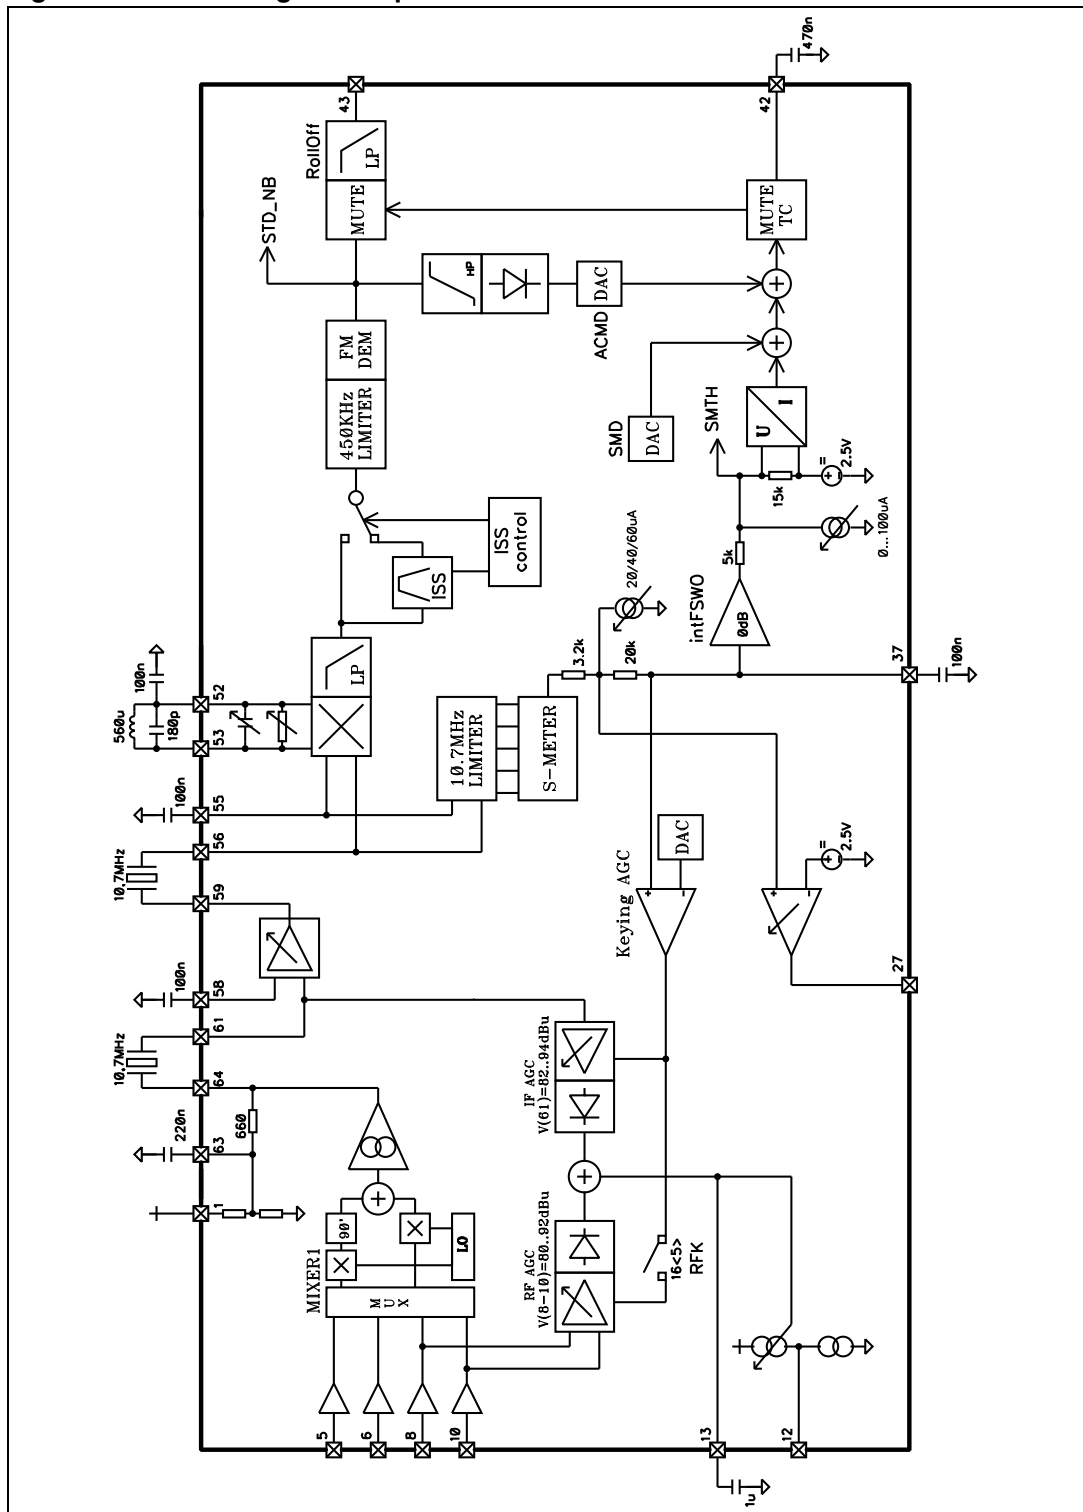 470n
43
42
RollOff
LP
MUTE
MUTE
TC
STD_NB
HP
DAC
ACMD
FM
DEM
450KHz
LIMITER
SMD
DAC
SMTH
U
I
15k
=
2.5V
0...100uA
ISS
control
ISS
20/40/60uA
5k
intFSWO
0dB
3.2k
20k
37
100n
100n
560u
180p
52
53
LP
10.7MHz
LIMITER
S-METER
100n
55
56
10.7MHz
59
Keying AGC
DAC
+
-
+
-
=
2.5V
27
100n
58
61
10.7MHz
64
IF AGC
V(61)=82..94dBu
220n
63
660
1
90'
LO
MIXER1
M
U
X
RF AGC
V(8-10)=80..92dBu
16<5>
RFK
5
6
8
10
13
12
1u